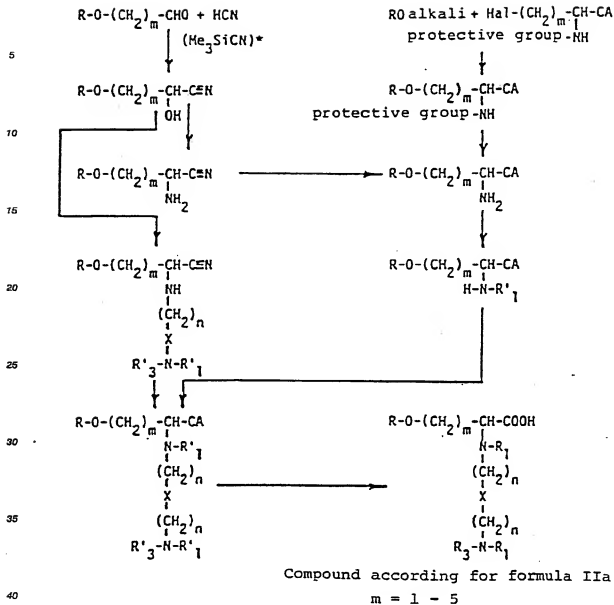 R-O-(CH2)m-CHO + HCN
(Me3SiCN)*
RO alkali + Hal-(CH2)m-CH-CA
protective group-NH
5
R-O-(CH2)m-CH-C≡N
OH
R-O-(CH2)m-CH-CA
protective group-NH
10
R-O-(CH2)m-CH-C≡N
NH2
R-O-(CH2)m-CH-CA
NH2
15
R-O-(CH2)m-CH-C≡N
NH
(CH2)n
X
R'3-N-R'1
R-O-(CH2)m-CH-CA
H-N-R'1
20
25
R-O-(CH2)m-CH-CA
N-R'1
(CH2)n
X
(CH2)n
R'3-N-R'1
R-O-(CH2)m-CH-COOH
N-R1
(CH2)n
X
(CH2)n
R3-N-R1
30
35
Compound according for formula IIa
m = 1 - 5
40